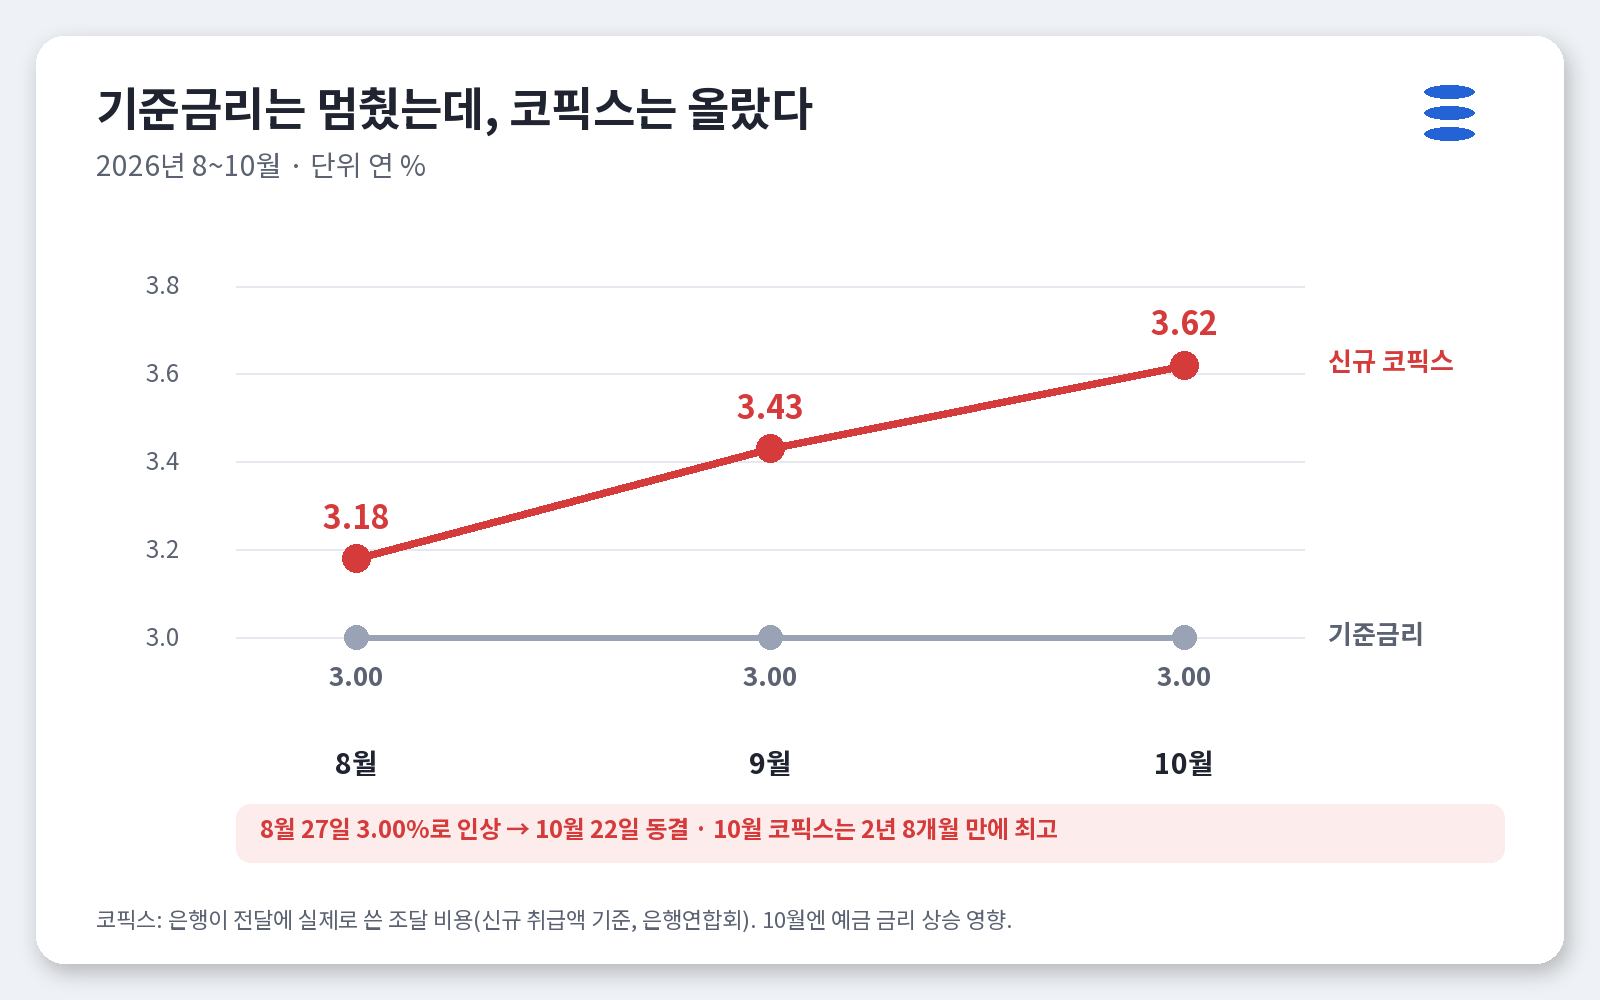 기준금리는 멈췄는데, 코픽스는 올랐다
2026년 8~10월 · 단위 연 %
3.8
3.62
신규 코픽스
3.6
3.43
3.4
3.18
3.2
3.0
기준금리
3.00
3.00
3.00
8월
9월
10월
8월 27일 3.00%로 인상 → 10월 22일 동결 · 10월 코픽스는 2년 8개월 만에 최고
코픽스: 은행이 전달에 실제로 쓴 조달 비용(신규 취급액 기준, 은행연합회). 10월엔 예금 금리 상승 영향.